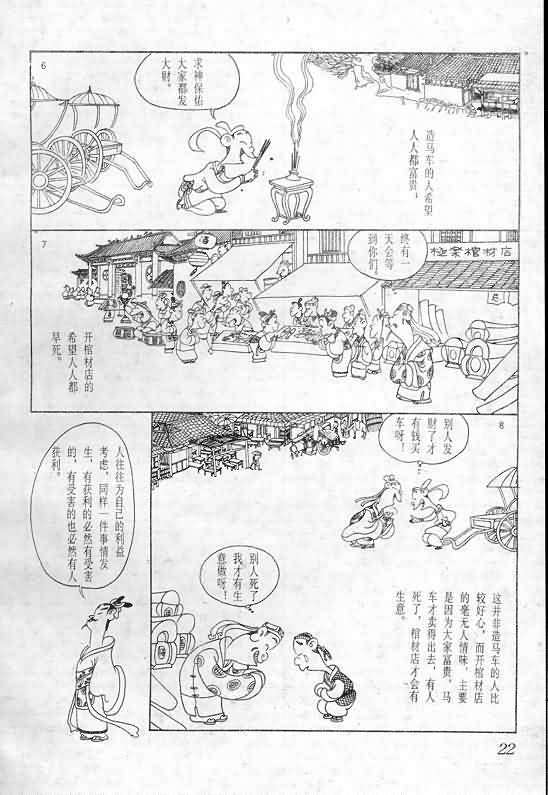 6
求神保佑
大家都发
大财。
造马车的人希望
人人都富贵；
7
终有一
天会等
到你们。
極樂棺材店
开棺材店的
希望人人都
早死。
8
别人发
财了才
有钱买
车呀！
别人死了
我才有生
意做呀！
这并非造马车的人比
较好心，而开棺材店
的毫无人情味，主要
是因为大家富贵，马
车才卖得出去，有人
死了，棺材店才会有
生意。
人往往为自己的利益
考虑，同样一件事情发
生，有获利的必然有受害
的，有受害的也必然有人
获利。
22